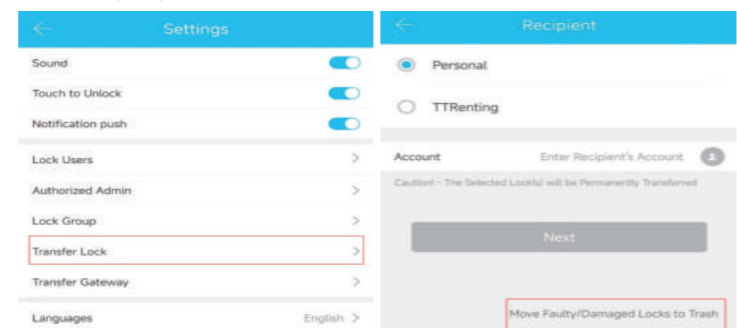 Settings
Sound
Touch to Unlock
Notification push
Lock Users
Authorized Admin
Lock Group
Transfer Lock
Transfer Gateway
Languages English
Recipient
Personal
TTRenting
Account Enter Recipient's Account
Caution! - The Selected Lock(s) will be Permanently Transferred
Next
Move Faulty/Damaged Locks to Trash